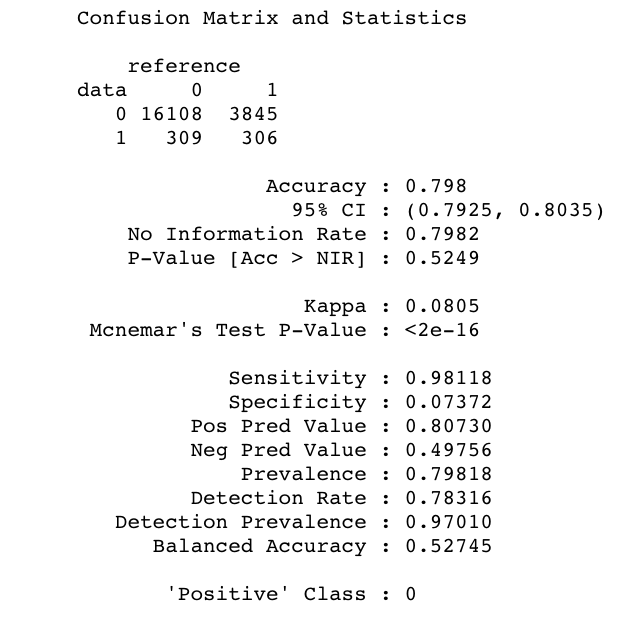 Confusion Matrix and Statistics
reference
data 0 1
0 16108 3845
1 309 306
Accuracy : 0.798
95% CI : (0.7925, 0.8035)
No Information Rate : 0.7982
P-Value [Acc > NIR] : 0.5249
Kappa : 0.0805
Mcnemar's Test P-Value : <2e-16
Sensitivity : 0.98118
Specificity : 0.07372
Pos Pred Value : 0.80730
Neg Pred Value : 0.49756
Prevalence : 0.79818
Detection Rate : 0.78316
Detection Prevalence : 0.97010
Balanced Accuracy : 0.52745
'Positive' Class : 0